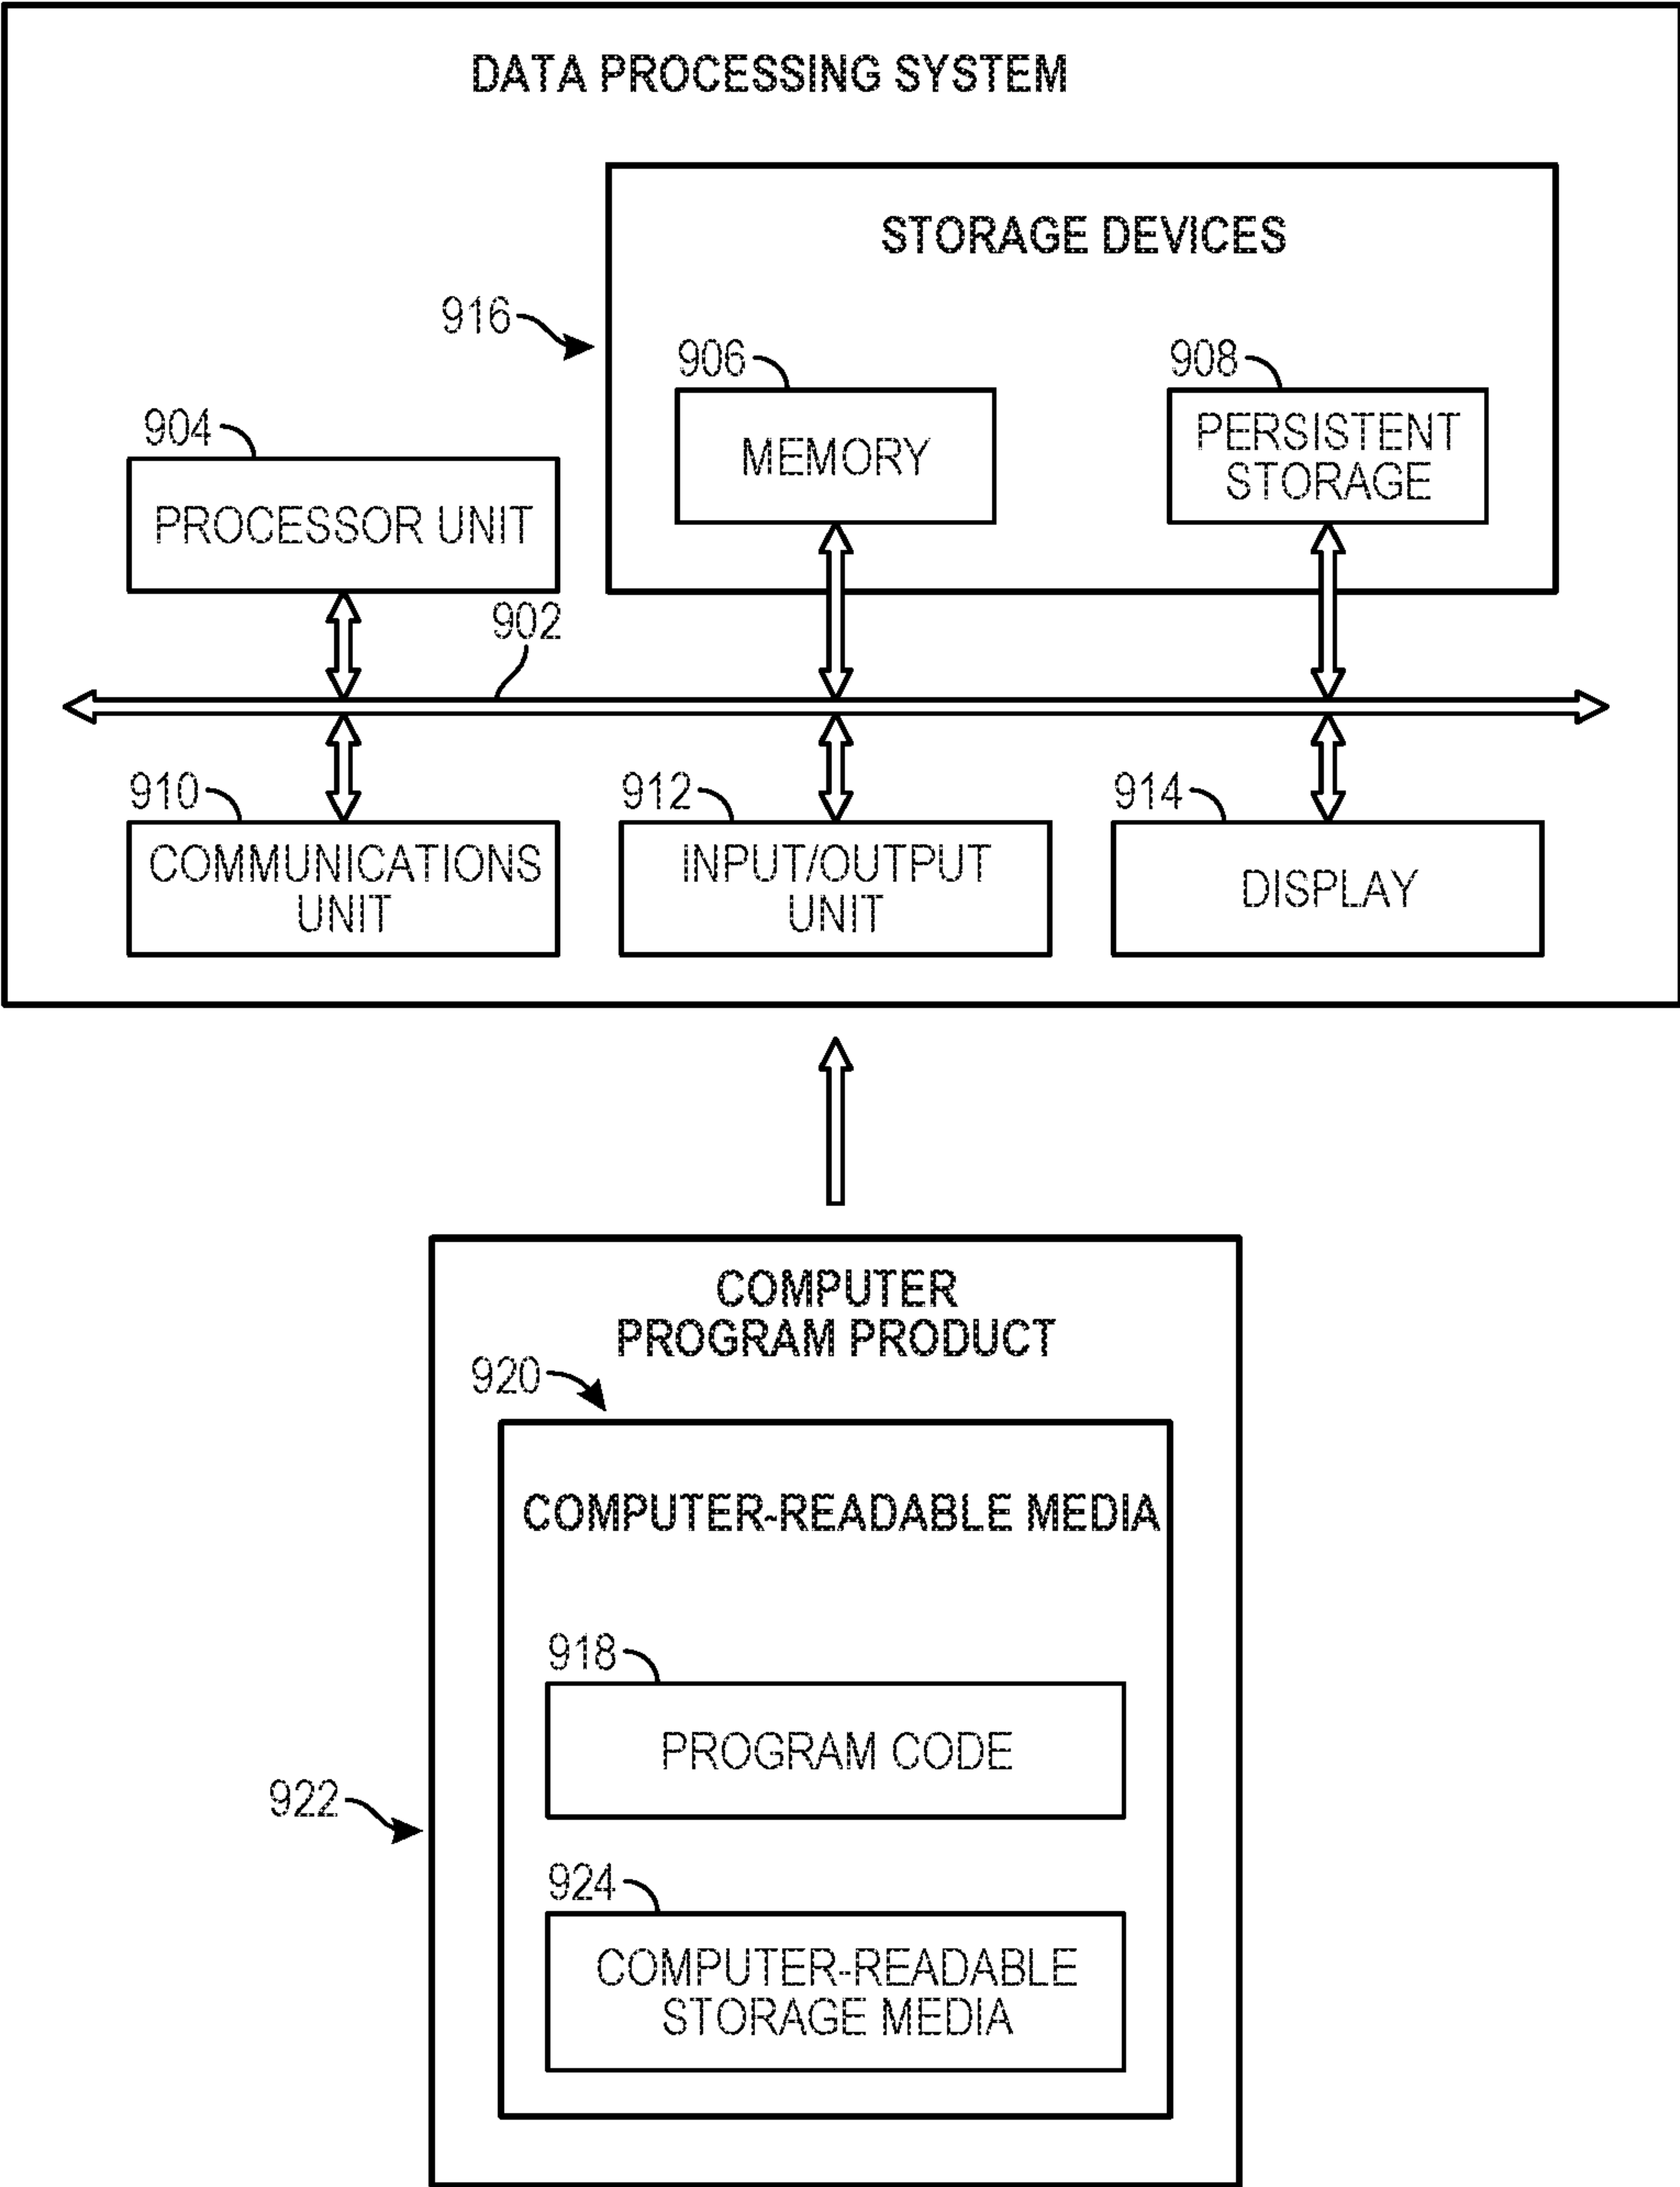 DATA PROCESSING SYSTEM
STORAGE DEVICES
916
906
908
MEMORY
PERSISTENT
STORAGE
904
PROCESSOR UNIT
902
910
912
914
COMMUNICATIONS
UNIT
INPUT/OUTPUT
UNIT
DISPLAY
COMPUTER
PROGRAM PRODUCT
920
COMPUTER-READABLE MEDIA
918
PROGRAM CODE
922
924
COMPUTER-READABLE
STORAGE MEDIA